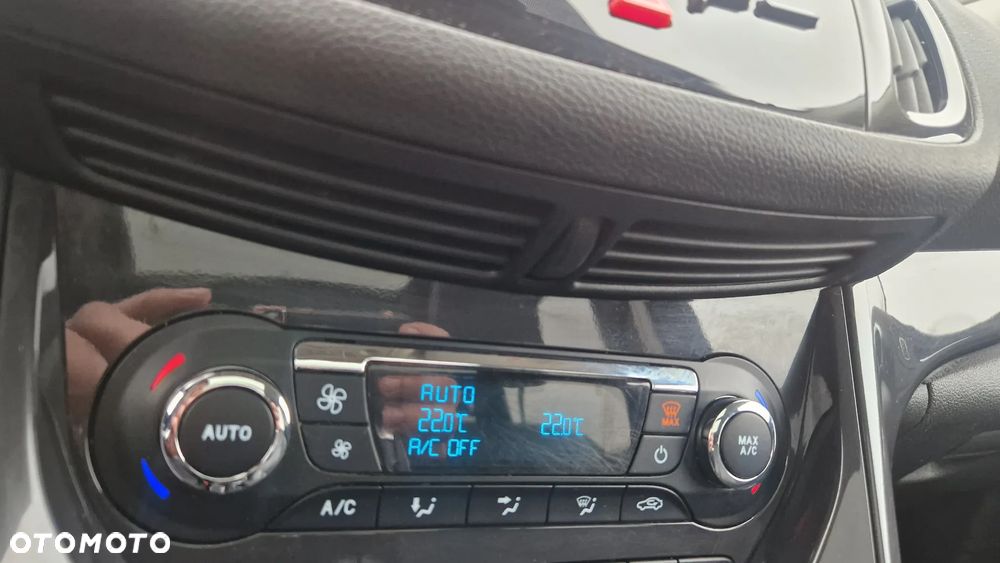 AUTO
22.0℃ 22.0℃
A/C OFF
AUTO
MAX
MAX
A/C
A/C
OTOMOTO